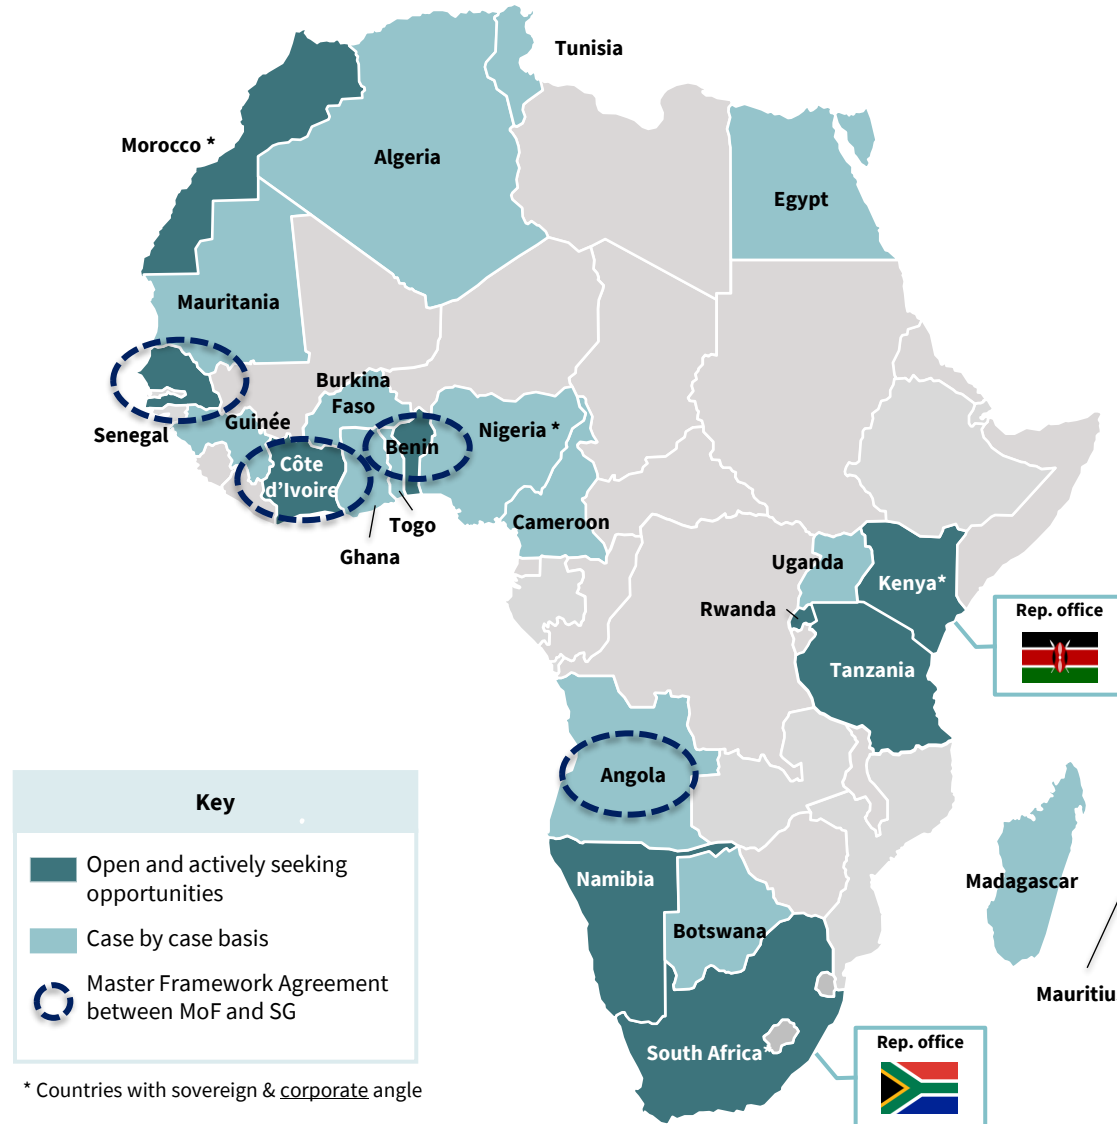 Tunisia
Morocco *
Algeria
Egypt
Mauritania
Burkina
Faso
Guinée
Senegal
Nigeria *
Benin
Côte
d’Ivoire
Togo
Ghana
Cameroon
Uganda
Kenya*
Rwanda
Rep. office
Tanzania
Angola
Key
Open and actively seeking
opportunities
Case by case basis
Master Framework Agreement
between MoF and SG
Namibia
Botswana
Madagascar
Mauritiu
South Africa*
Rep. office
* Countries with sovereign & corporate angle